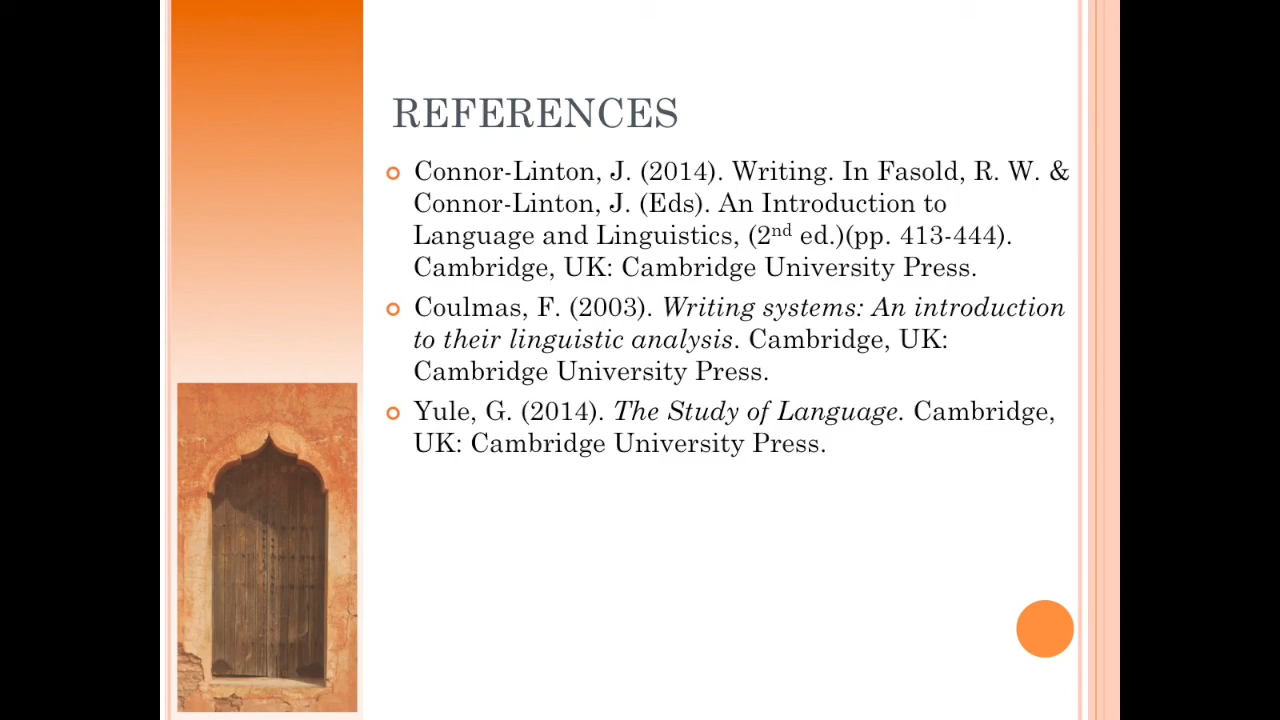 REFERENCES
Connor-Linton, J. (2014). Writing. In Fasold, R. W. &
Connor-Linton, J. (Eds). An Introduction to
Language and Linguistics, (2nd ed.)(pp. 413-444).
Cambridge, UK: Cambridge University Press.
Coulmas, F. (2003). Writing systems: An introduction
to their linguistic analysis. Cambridge, UK:
Cambridge University Press.
Yule, G. (2014). The Study of Language. Cambridge,
UK: Cambridge University Press.